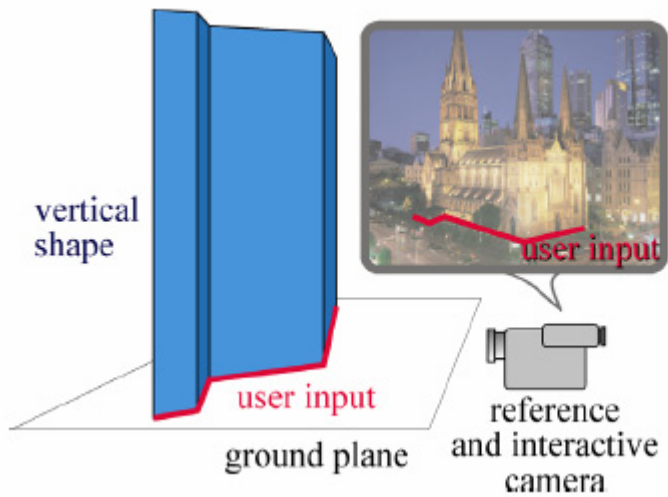 vertical
shape
user input
ground plane
user input
reference
and interactive
camera